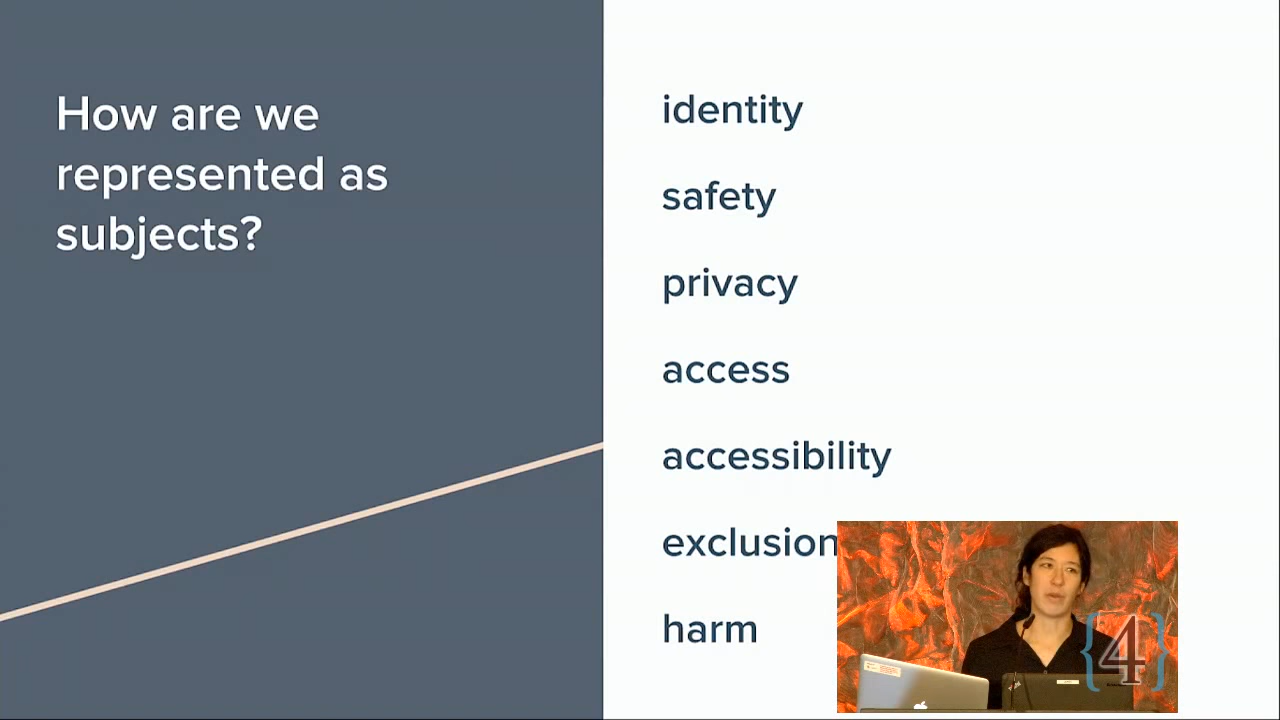 How are we
represented as
subjects?
identity
safety
privacy
access
accessibility
exclusion
harm
{4}